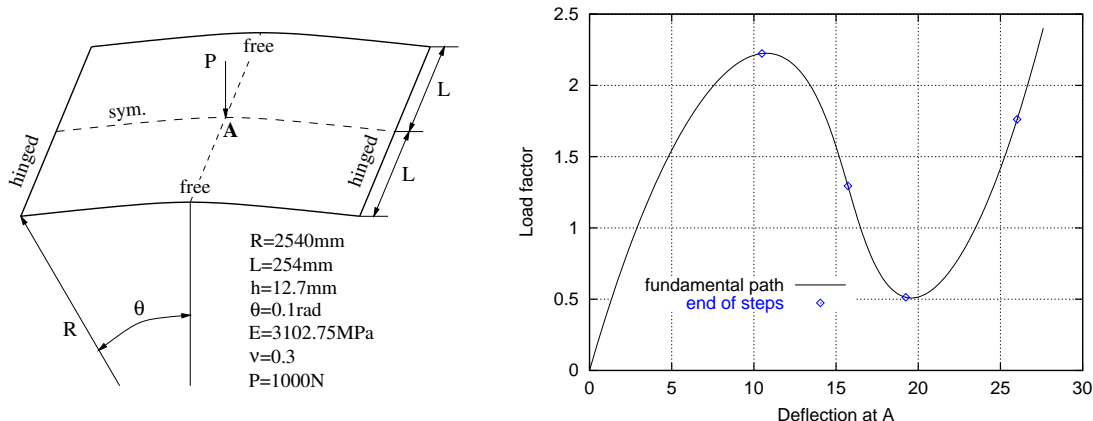 free
P
L
sym.
A
hinged
hinged
L
free
R=2540mm
L=254mm
h=12.7mm
θ=0.1rad
E=3102.75MPa
ν=0.3
P=1000N
R
θ
2.5
2
1.5
1
0.5
0
Load factor
fundamental path
end of steps
0 5 10 15 20 25 30
Deflection at A